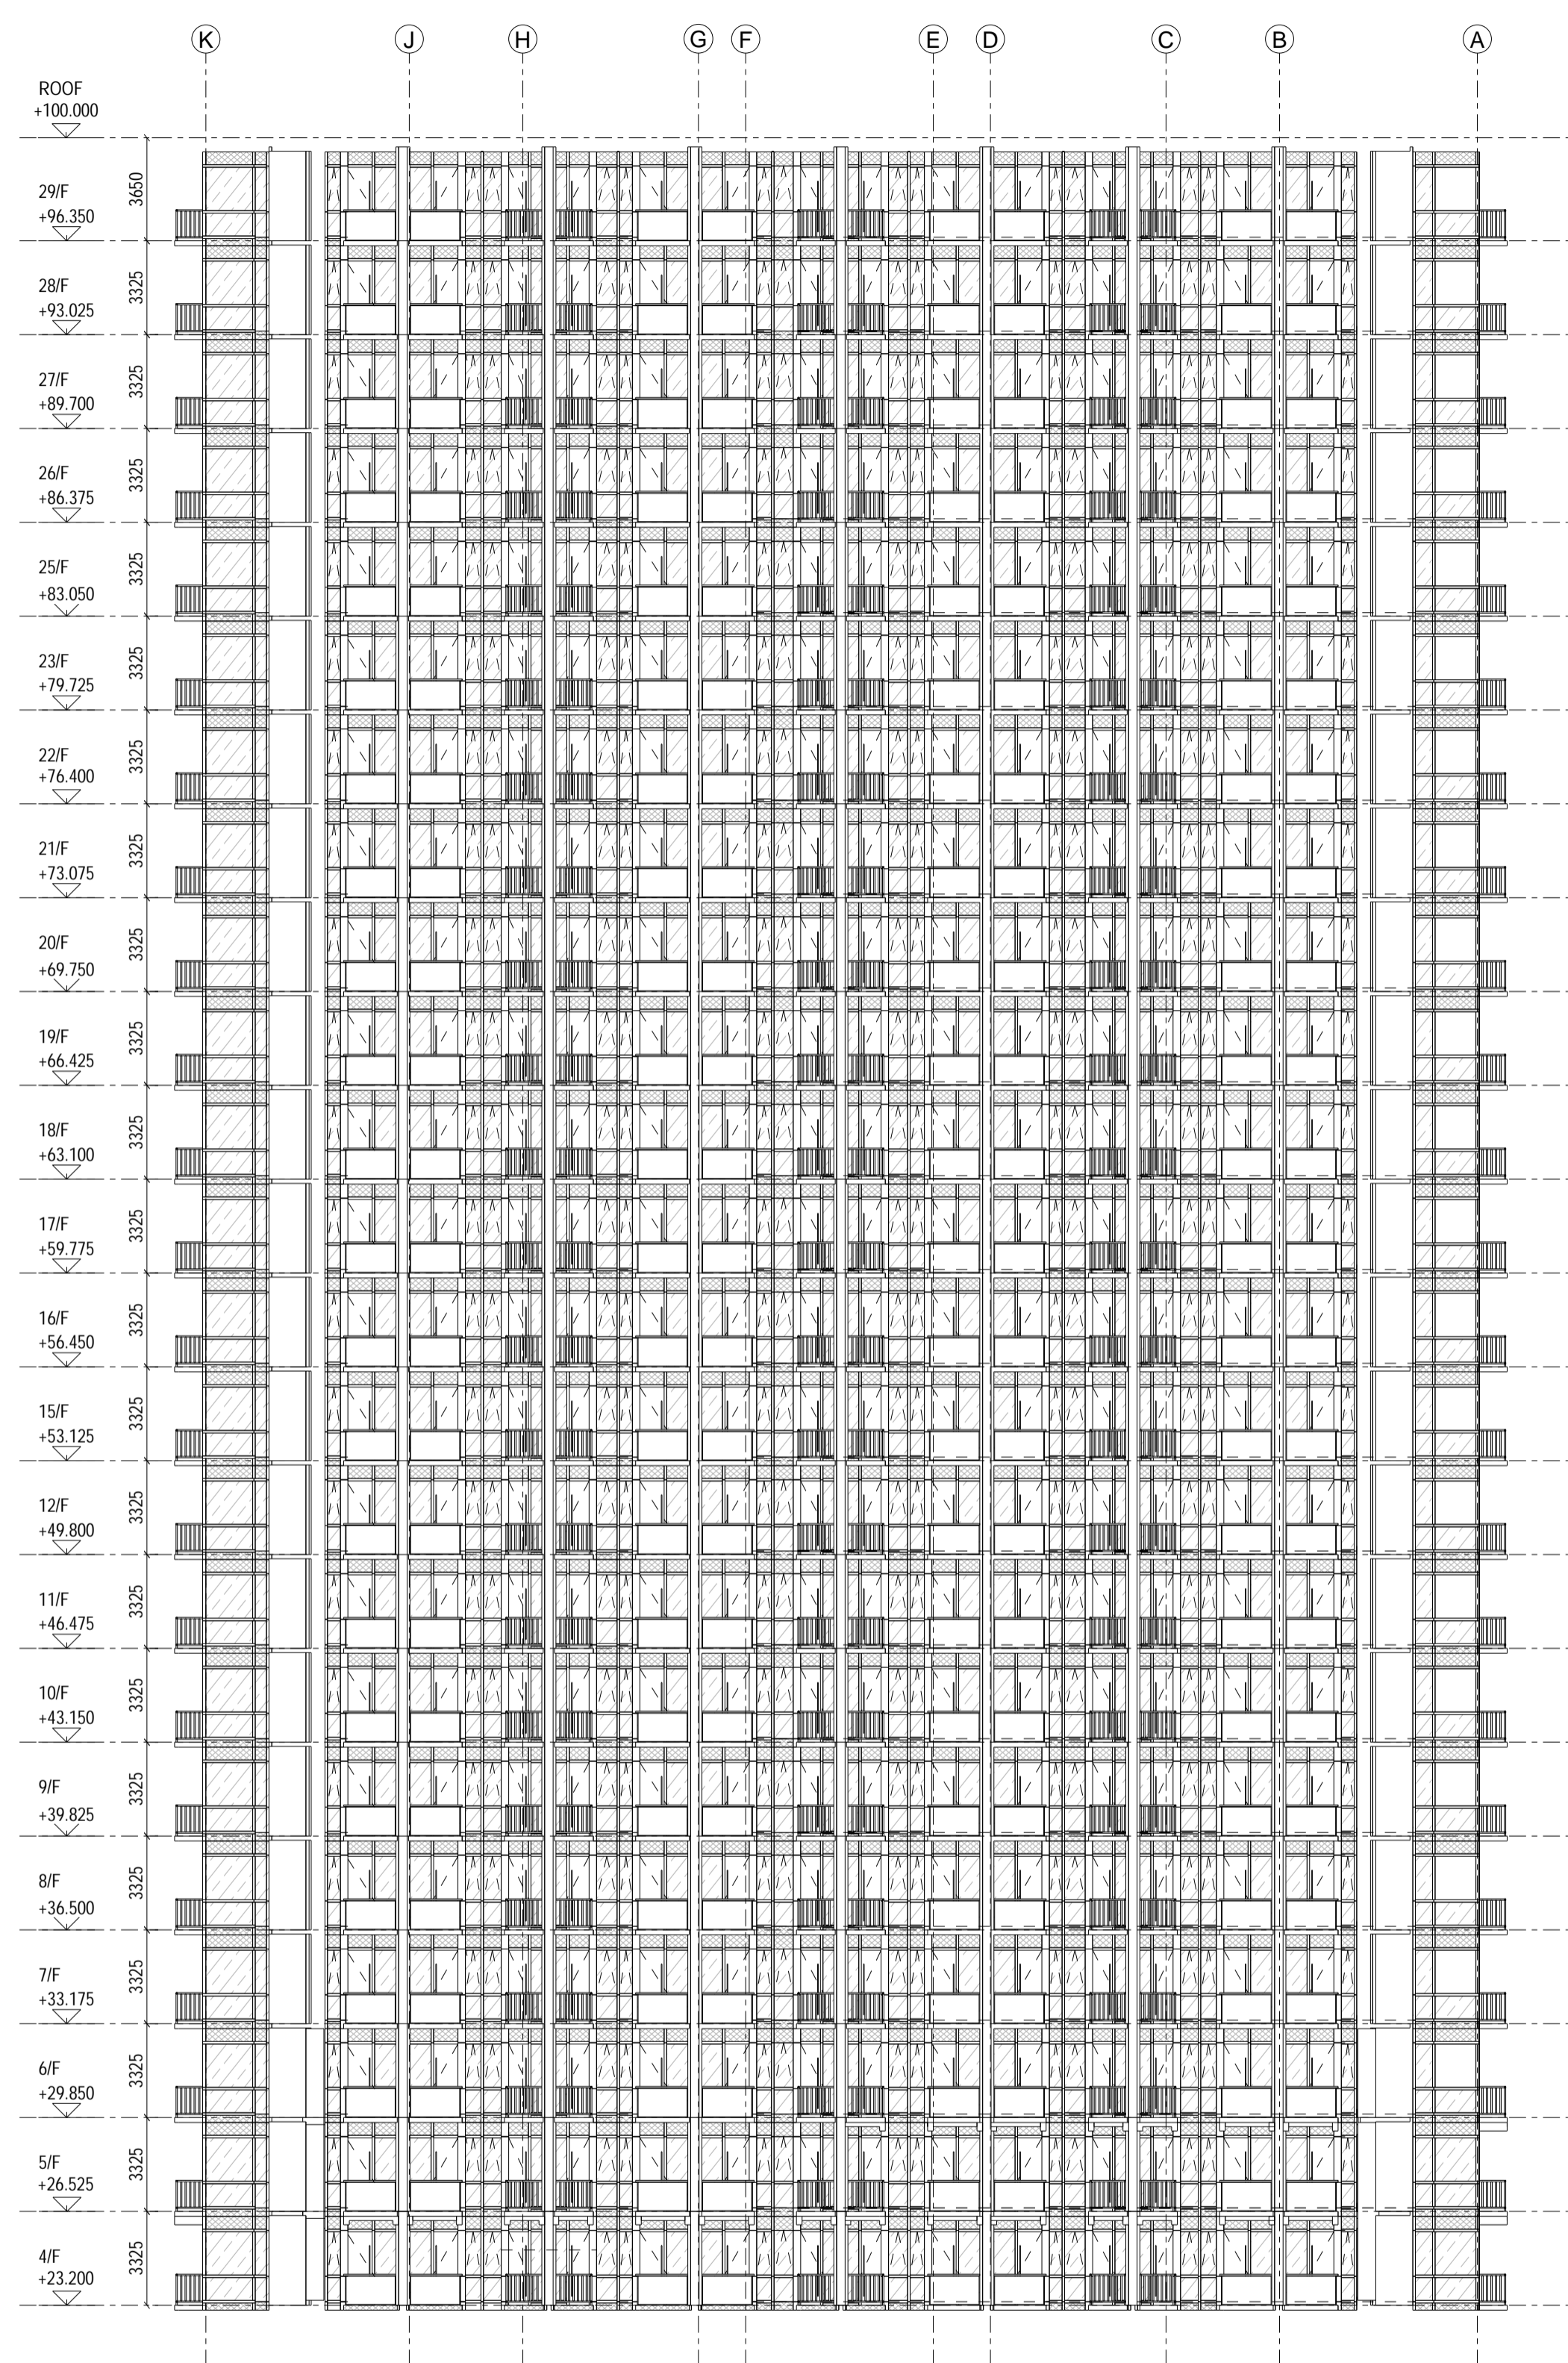 K J H G F E D C B A
ROOF
+100.000
3650
29/F
+96.350
3325
28/F
+93.025
3325
27/F
+89.700
3325
26/F
+86.375
3325
25/F
+83.050
3325
23/F
+79.725
3325
22/F
+76.400
3325
21/F
+73.075
3325
20/F
+69.750
3325
19/F
+66.425
3325
18/F
+63.100
3325
17/F
+59.775
3325
16/F
+56.450
3325
15/F
+53.125
3325
12/F
+49.800
3325
11/F
+46.475
3325
10/F
+43.150
3325
9/F
+39.825
3325
8/F
+36.500
3325
7/F
+33.175
3325
6/F
+29.850
3325
5/F
+26.525
3325
4/F
+23.200